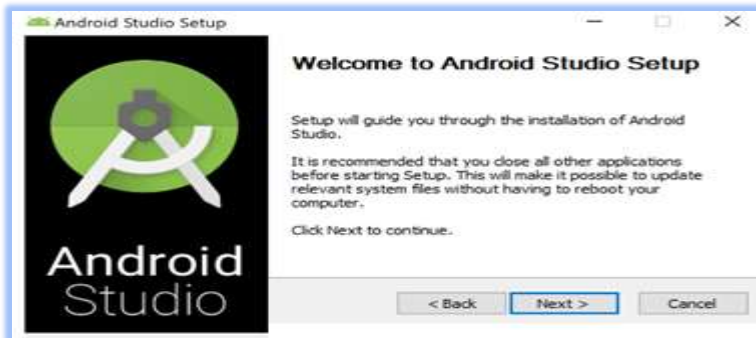 Android Studio Setup
Welcome to Android Studio Setup
Setup will guide you through the installation of Android
Studio.
It is recommended that you close all other applications
before starting Setup. This will make it possible to update
relevant system files without having to reboot your
computer.
Click Next to continue.
Android
Studio
< Back
Next >
Cancel